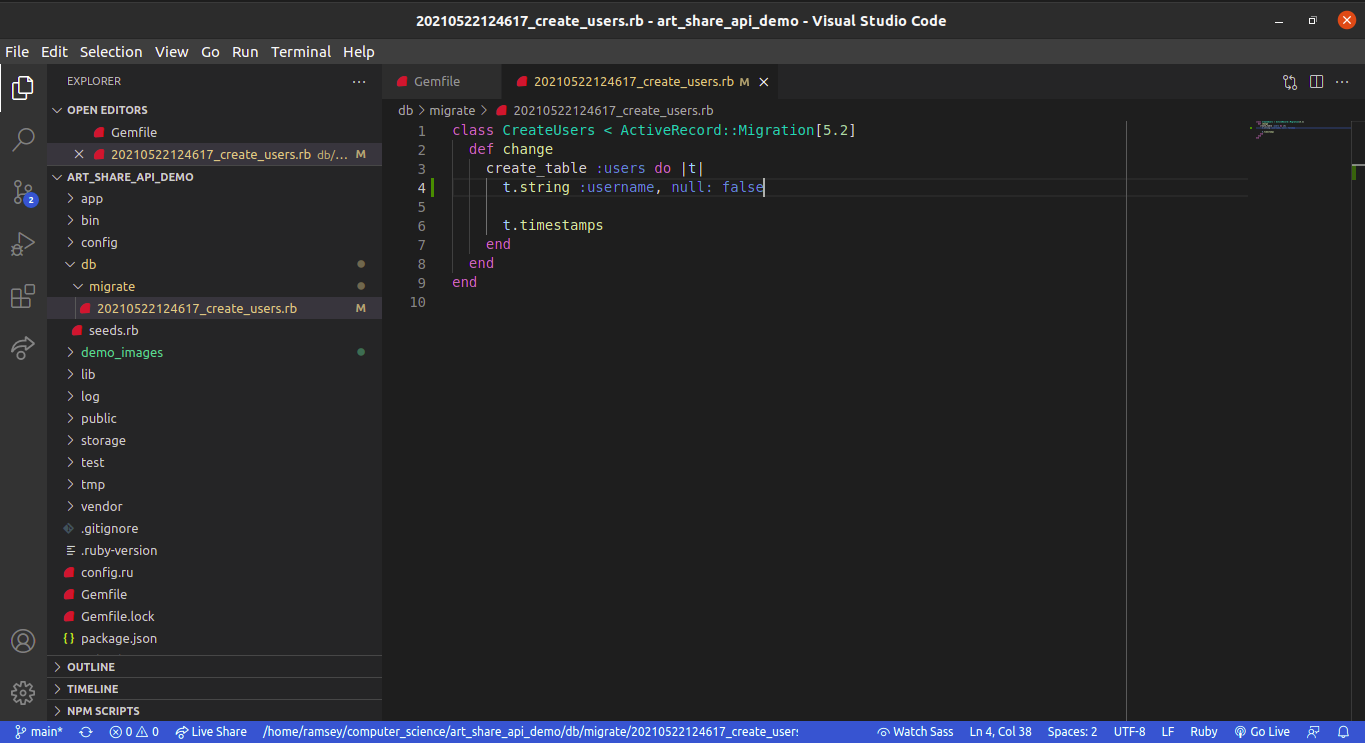 20210522124617_create_users.rb - art_share_api_demo - Visual Studio Code
File Edit Selection View Go Run Terminal Help
EXPLORER
OPEN EDITORS
Gemfile
20210522124617_create_users.rb db/... M
ART_SHARE_API_DEMO
app
bin
config
db
migrate
20210522124617_create_users.rb M
seeds.rb
demo_images
lib
log
public
storage
test
tmp
vendor
.gitignore
.ruby-version
config.ru
Gemfile
Gemfile.lock
{} package.json
OUTLINE
TIMELINE
NPM SCRIPTS
2
Gemfile
20210522124617_create_users.rb M
db > migrate > 20210522124617_create_users.rb
1 class CreateUsers < ActiveRecord::Migration[5.2]
2 def change
3 create_table :users do |t|
4 t.string :username, null: false
5
6 t.timestamps
7 end
8 end
9 end
10
main* 0 0 Live Share /home/ramsey/computer_science/art_share_api_demo/db/migrate/20210522124617_create_users Watch Sass Ln 4, Col 38 Spaces: 2 UTF-8 LF Ruby Go Live